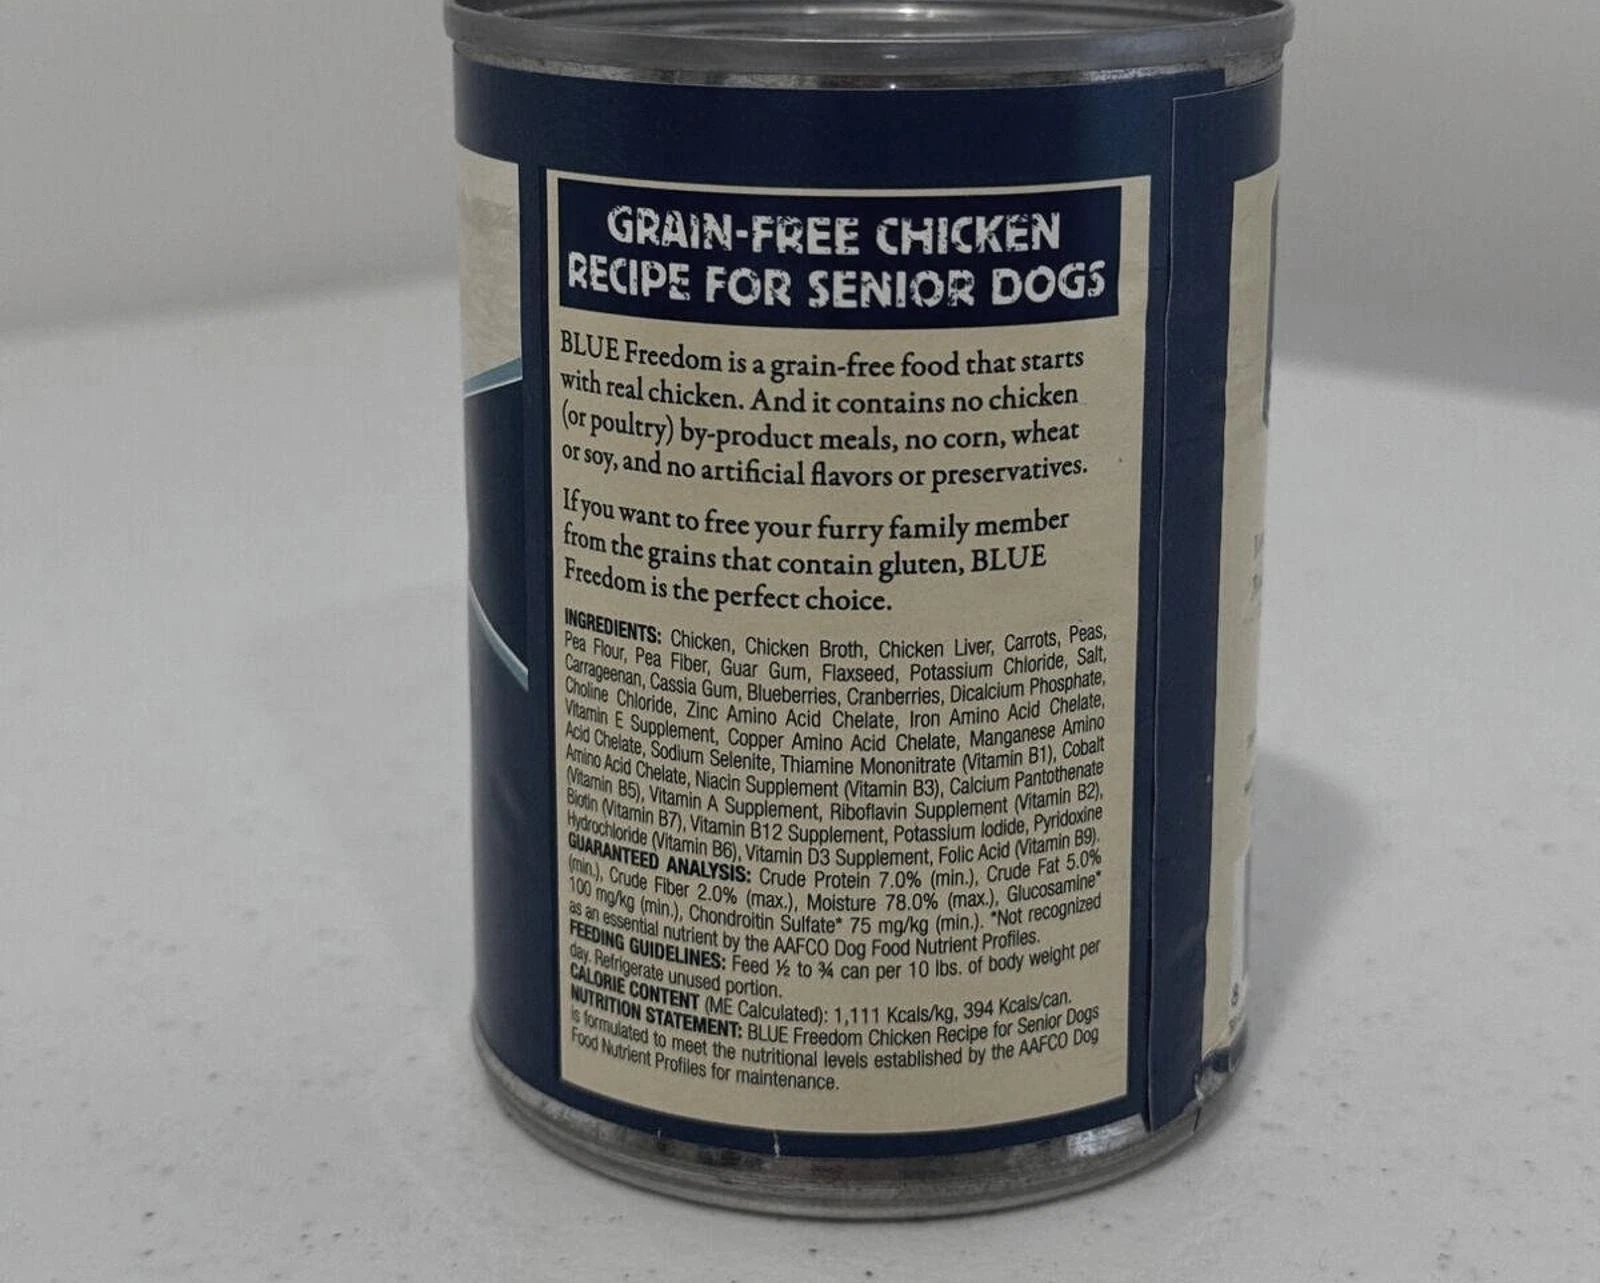 GRAIN-FREE CHICKEN
RECIPE FOR SENIOR DOGS
BLUE Freedom is a grain-free food that starts
with real chicken. And it contains no chicken
(or poultry) by-product meals, no corn, wheat
or soy, and no artificial flavors or preservatives.
If you want to free your furry family member
from the grains that contain gluten, BLUE
Freedom is the perfect choice.
INGREDIENTS: Chicken, Chicken Broth, Chicken Liver, Carrots, Peas,
Pea Flour, Pea Fiber, Guar Gum, Flaxseed, Potassium Chloride, Salt,
Carrageenan, Cassia Gum, Blueberries, Cranberries, Dicalcium Phosphate,
Choline Chloride, Zinc Amino Acid Chelate, Iron Amino Acid Chelate,
Vitamin E Supplement, Copper Amino Acid Chelate, Manganese Amino
Acid Chelate, Sodium Selenite, Thiamine Mononitrate (Vitamin B1), Cobalt
Amino Acid Chelate, Niacin Supplement (Vitamin B3), Calcium Pantothenate
(Vitamin B5), Vitamin A Supplement, Riboflavin Supplement (Vitamin B2),
Biotin (Vitamin B7), Vitamin B12 Supplement, Potassium Iodide, Pyridoxine
Hydrochloride (Vitamin B6), Vitamin D3 Supplement, Folic Acid (Vitamin B9).
GUARANTEED ANALYSIS: Crude Protein 7.0% (min.), Crude Fat 5.0%
(min.), Crude Fiber 2.0% (max.), Moisture 78.0% (max.), Glucosamine*
100 mg/kg (min.), Chondroitin Sulfate* 75 mg/kg (min.). *Not recognized
as an essential nutrient by the AAFCO Dog Food Nutrient Profiles.
FEEDING GUIDELINES: Feed ½ to ¾ can per 10 lbs. of body weight per
day. Refrigerate unused portion.
CALORIE CONTENT (ME Calculated): 1,111 Kcals/kg, 394 Kcals/can.
NUTRITION STATEMENT: BLUE Freedom Chicken Recipe for Senior Dogs
is formulated to meet the nutritional levels established by the AAFCO Dog
Food Nutrient Profiles for maintenance.